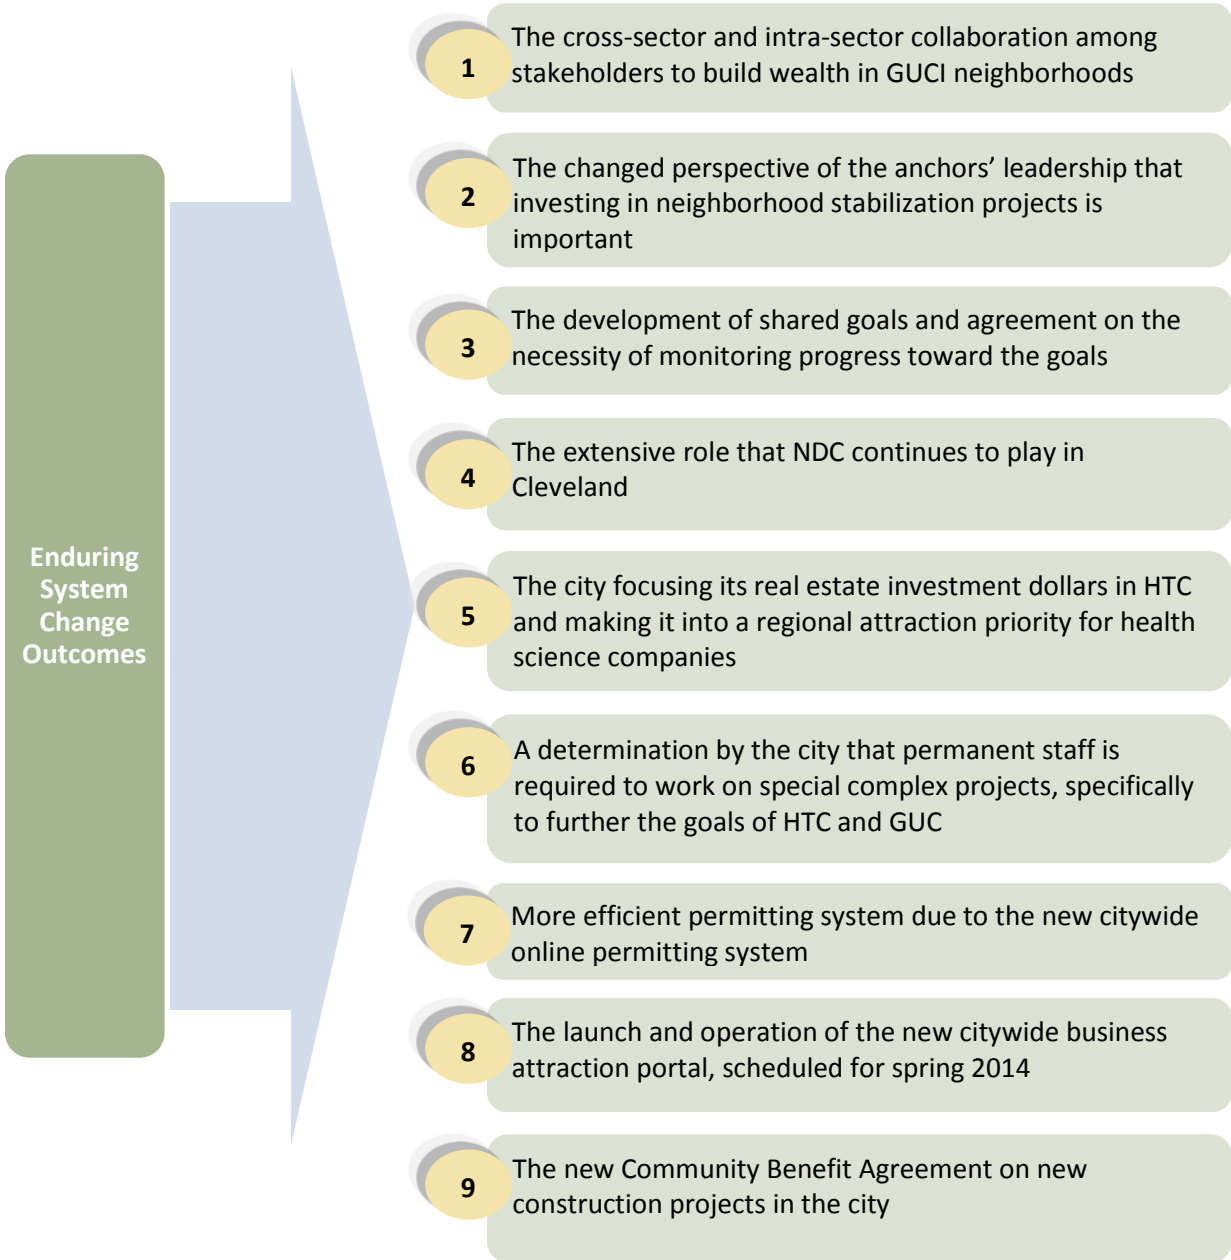 Enduring
System
Change
Outcomes
1
The cross-sector and intra-sector collaboration among
stakeholders to build wealth in GUCI neighborhoods
2
The changed perspective of the anchors’ leadership that
investing in neighborhood stabilization projects is
important
3
The development of shared goals and agreement on the
necessity of monitoring progress toward the goals
4
The extensive role that NDC continues to play in
Cleveland
5
The city focusing its real estate investment dollars in HTC
and making it into a regional attraction priority for health
science companies
6
A determination by the city that permanent staff is
required to work on special complex projects, specifically
to further the goals of HTC and GUC
7
More efficient permitting system due to the new citywide
online permitting system
8
The launch and operation of the new citywide business
attraction portal, scheduled for spring 2014
9
The new Community Benefit Agreement on new
construction projects in the city